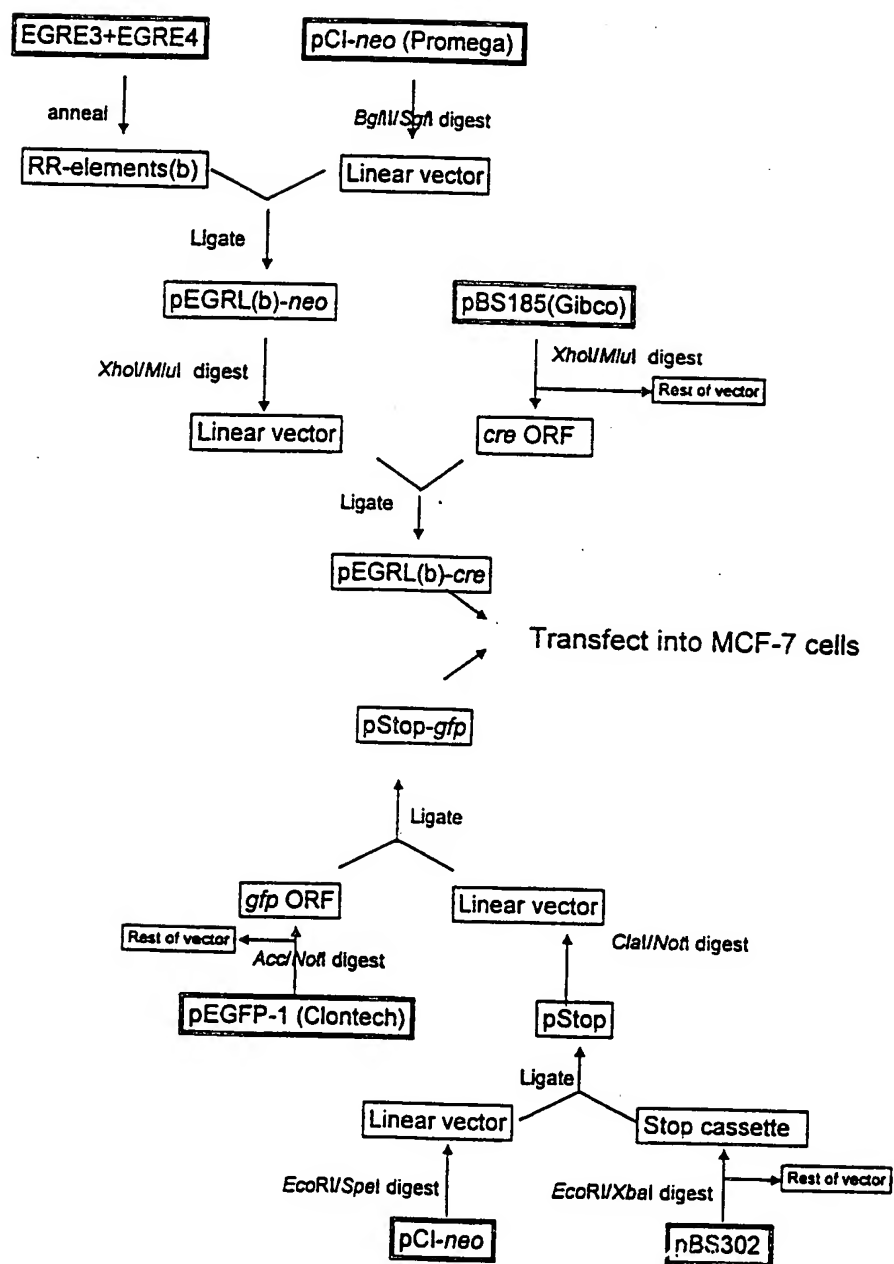 EGRE3+EGRE4
pCI-neo (Promega)
anneal
BglII/SgfI digest
RR-elements(b)
Linear vector
Ligate
pEGRL(b)-neo
pBS185(Gibco)
XhoI/MluI digest
XhoI/MluI digest
Rest of vector
Linear vector
cre ORF
Ligate
pEGRL(b)-cre
Transfect into MCF-7 cells
pStop-gfp
Ligate
gfp ORF
Linear vector
Rest of vector
AccI/NotI digest
ClaI/NotI digest
pEGFP-1 (Clontech)
pStop
Ligate
Linear vector
Stop cassette
EcoRI/SpeI digest
EcoRI/XbaI digest
Rest of vector
pCI-neo
pBS302